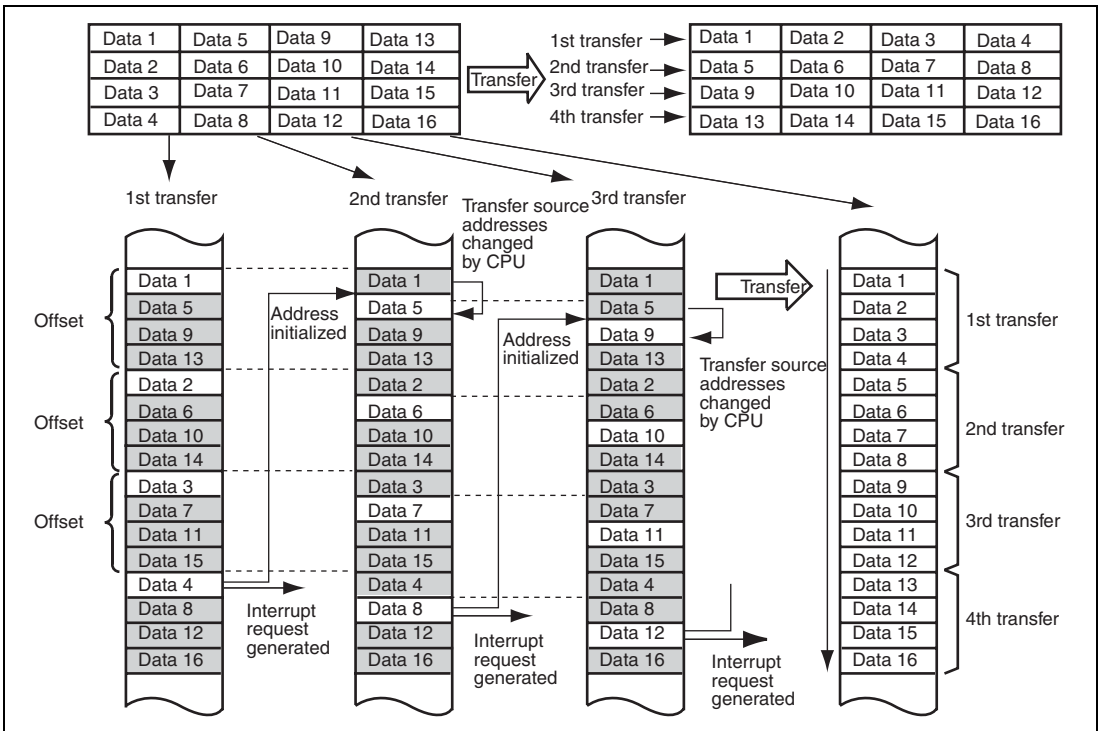 Data 1 Data 5 Data 9 Data 13
Data 2 Data 6 Data 10 Data 14
Data 3 Data 7 Data 11 Data 15
Data 4 Data 8 Data 12 Data 16
Transfer
1st transfer Data 1 Data 2 Data 3 Data 4
2nd transfer Data 5 Data 6 Data 7 Data 8
3rd transfer Data 9 Data 10 Data 11 Data 12
4th transfer Data 13 Data 14 Data 15 Data 16
1st transfer
Offset
Offset
Offset
Data 1
Data 5
Data 9
Data 13
Data 2
Data 6
Data 10
Data 14
Data 3
Data 7
Data 11
Data 15
Data 4
Data 8
Data 12
Data 16
Address
initialized
Interrupt
request
generated
2nd transfer
Transfer source
addresses
changed
by CPU
Data 1
Data 5
Data 9
Data 13
Data 2
Data 6
Data 10
Data 14
Data 3
Data 7
Data 11
Data 15
Data 4
Data 8
Data 12
Data 16
Address
initialized
Interrupt
request
generated
3rd transfer
Data 1
Data 5
Data 9
Data 13
Data 2
Data 6
Data 10
Data 14
Data 3
Data 7
Data 11
Data 15
Data 4
Data 8
Data 12
Data 16
Transfer
Transfer source
addresses
changed
by CPU
Interrupt
request
generated
Data 1
Data 2
Data 3
Data 4
Data 5
Data 6
Data 7
Data 8
Data 9
Data 10
Data 11
Data 12
Data 13
Data 14
Data 15
Data 16
1st transfer
2nd transfer
3rd transfer
4th transfer